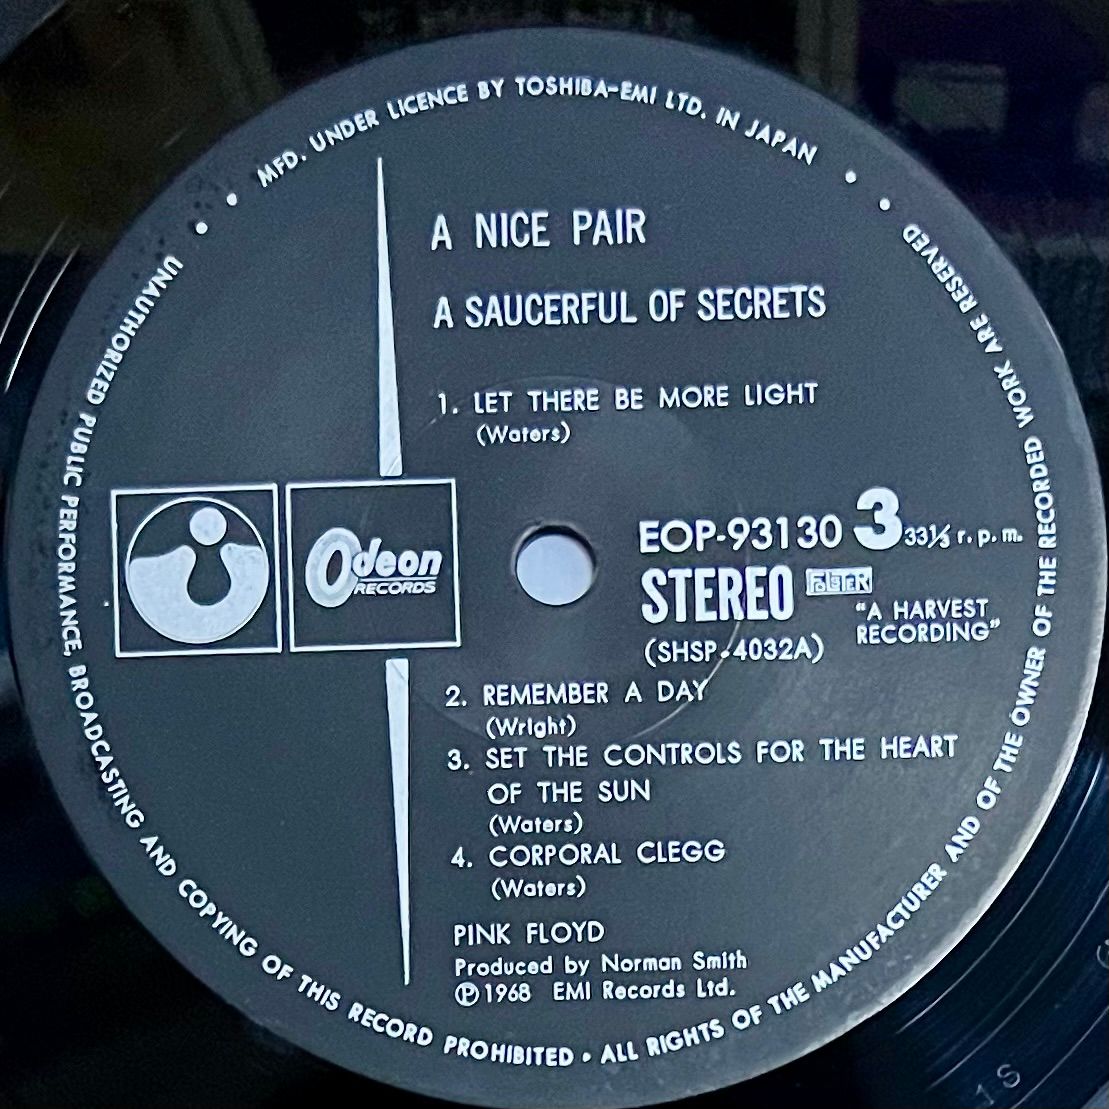 MFD. UNDER LICENCE BY TOSHIBA-EMI LTD. IN JAPAN
A NICE PAIR
A SAUCERFUL OF SECRETS
1. LET THERE BE MORE LIGHT
(Waters)
Odeon
RECORDS
EOP-93130 3 33⅓ r.p.m.
STEREO
"A HARVEST
RECORDING"
(SHSP-4032A)
2. REMEMBER A DAY
(Wright)
3. SET THE CONTROLS FOR THE HEART
OF THE SUN
(Waters)
4. CORPORAL CLEGG
(Waters)
PINK FLOYD
Produced by Norman Smith
℗1968 EMI Records Ltd.
UNAUTHORIZED PUBLIC PERFORMANCE, BROADCASTING AND COPYING OF THIS RECORD PROHIBITED • ALL RIGHTS OF THE MANUFACTURER AND OF THE OWNER OF THE RECORDED WORK ARE RESERVED
1S